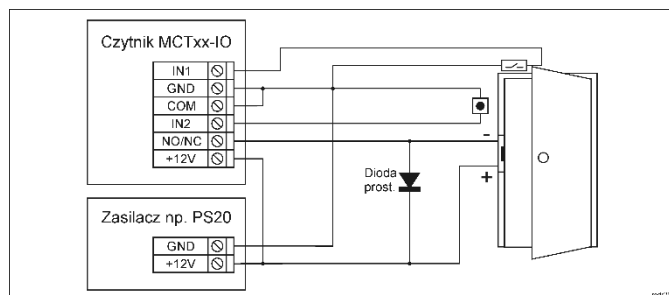 Czytnik MCTxx-IO
IN1
GND
COM
IN2
NO/NC
+12V
-
+
Dioda
prost.
Zasilacz np. PS20
GND
+12V